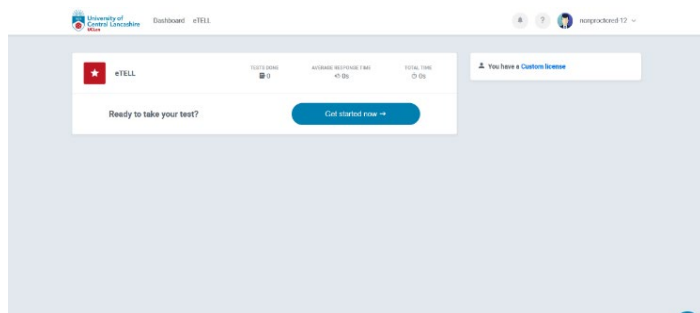 University of
Central Lancashire
Dashboard eTELL
? nonproctored-12
eTELL
TESTS DONE
0
AVERAGE RESPONSE TIME
0s
TOTAL TIME
0s
You have a Custom license
Ready to take your test?
Get started now →